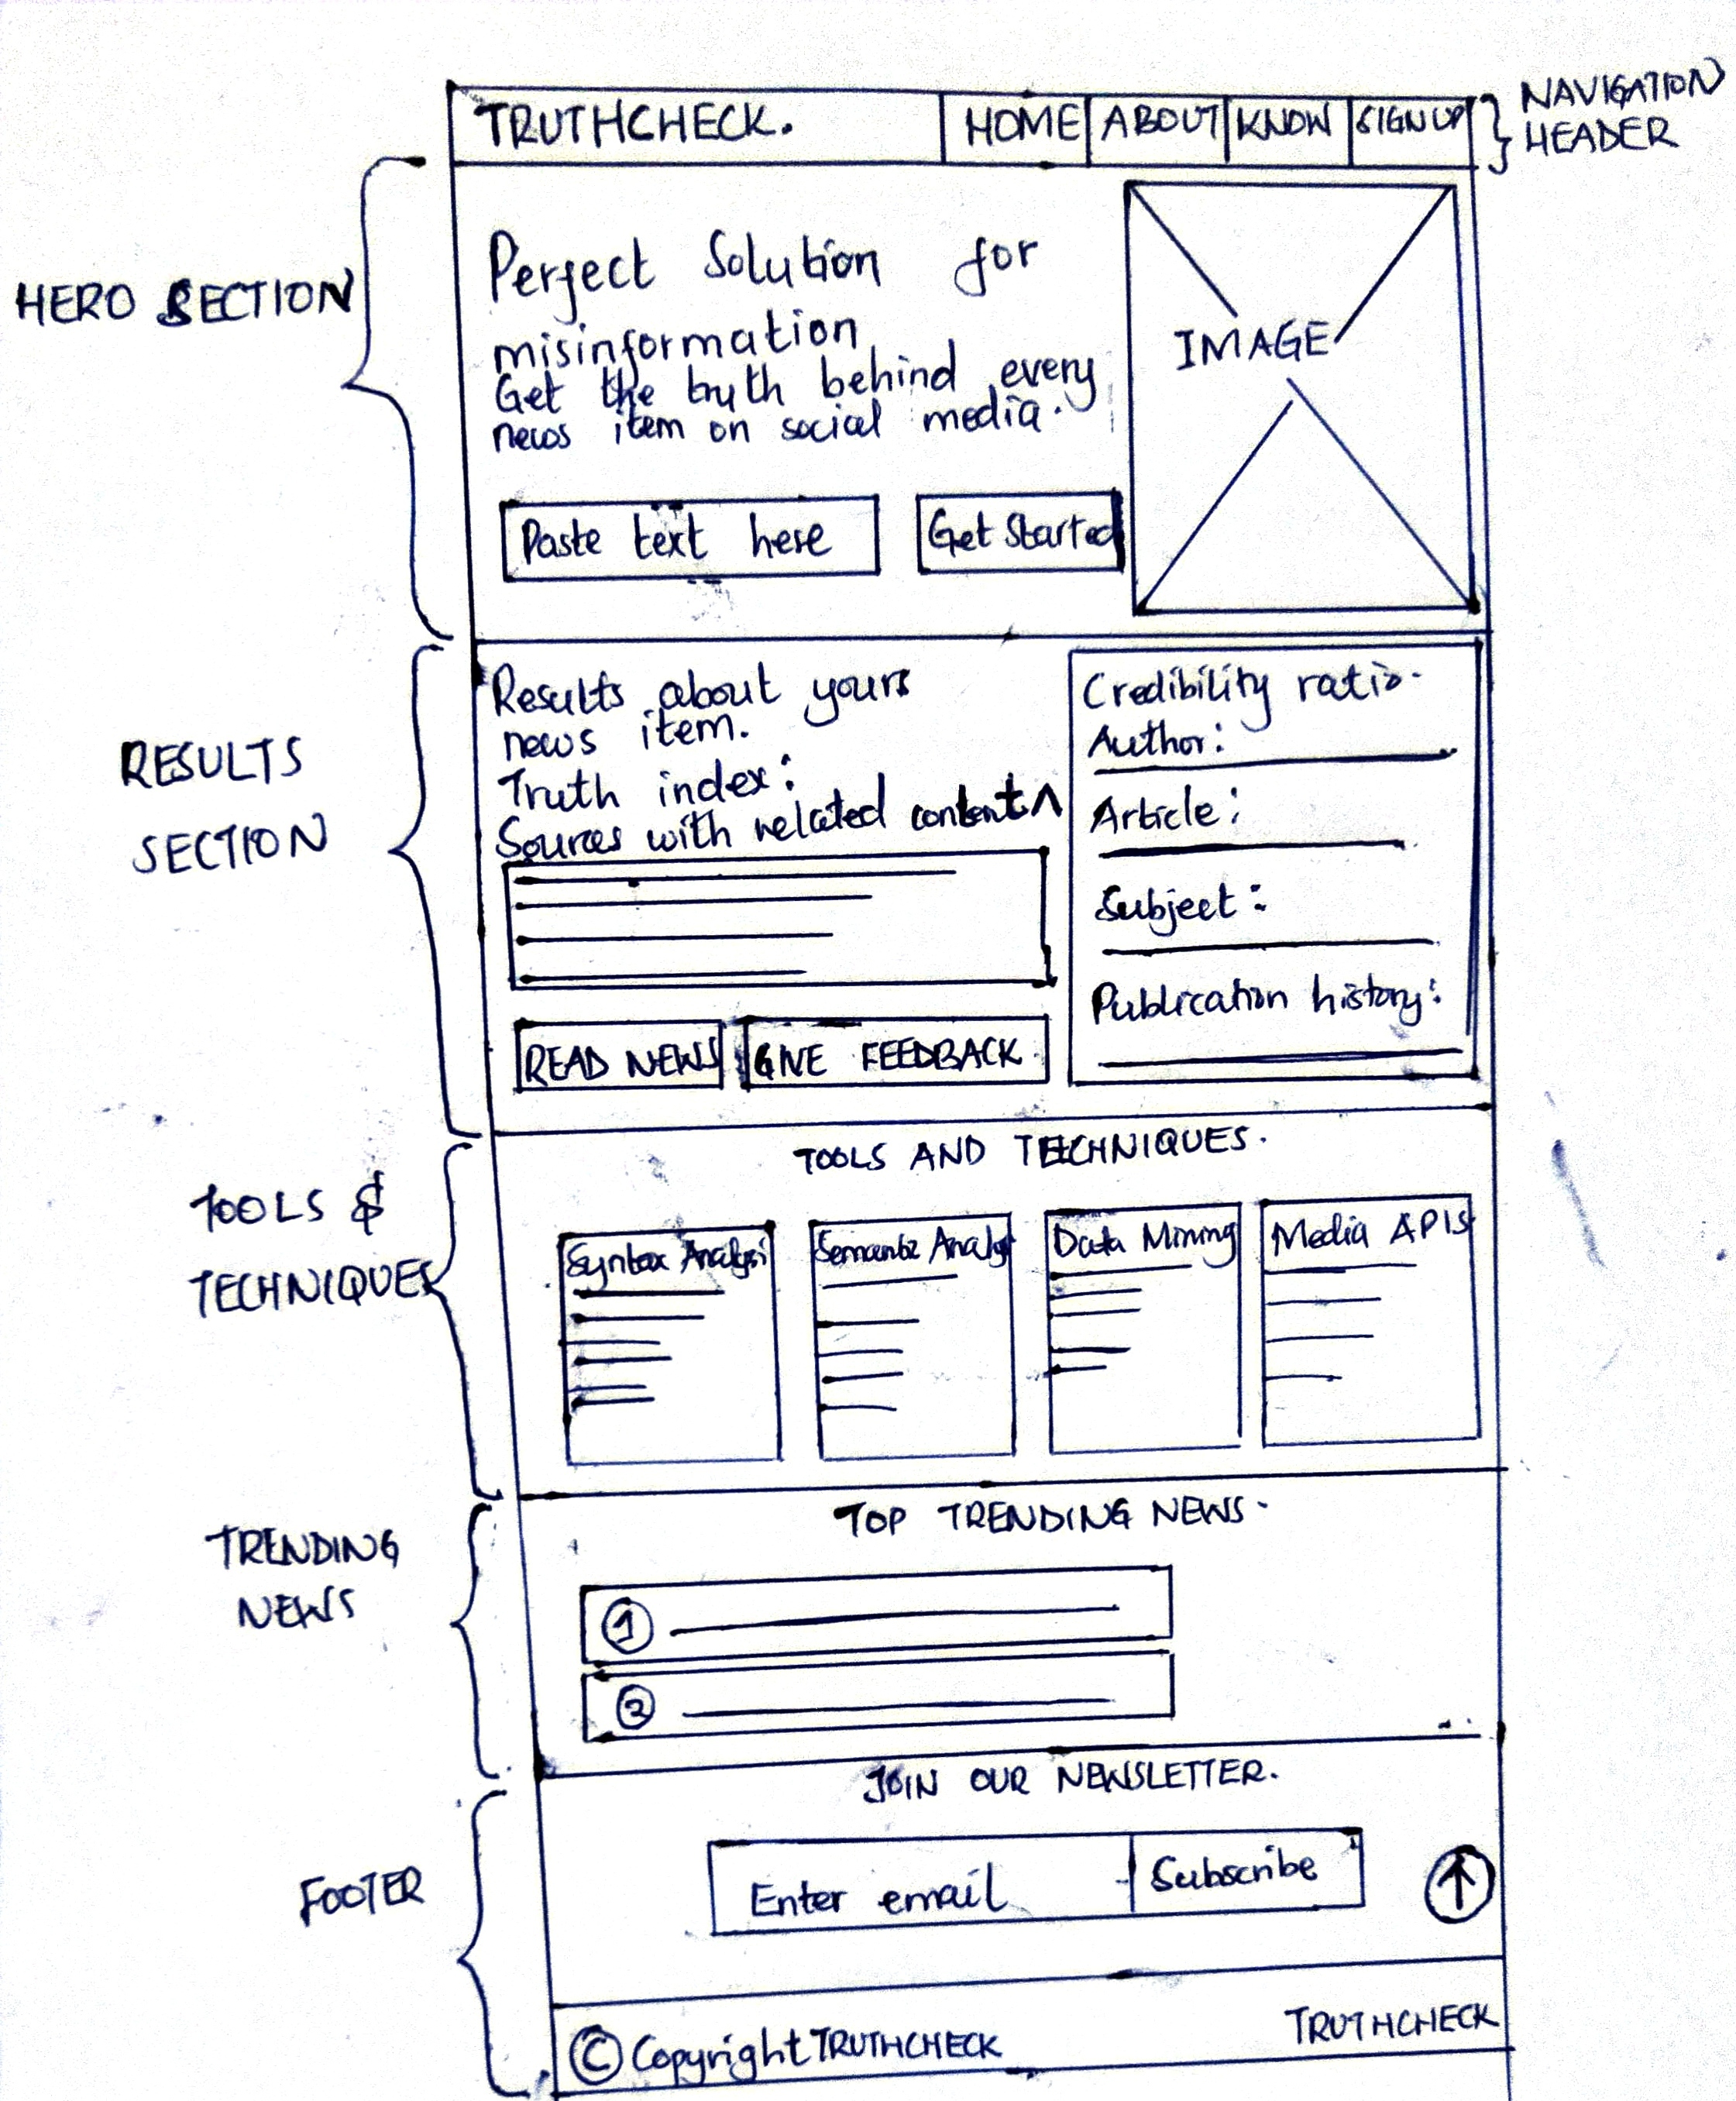 TRUTHCHECK. HOME ABOUT KNOW SIGN UP
NAVIGATION
HEADER
HERO SECTION
Perfect Solution for
misinformation
Get the truth behind every
news item on social media.
IMAGE
Paste text here
Get Started
RESULTS
SECTION
Results about yours
news item.
Truth index:
Sources with related content ^
READ NEWS
GIVE FEEDBACK
Credibility ratio.
Author:
Article:
Subject:
Publication history:
TOOLS &
TECHNIQUES
TOOLS AND TECHNIQUES.
Syntax Analysi
Semantic Analys
Data Mining
Media APIS
TRENDING
NEWS
TOP TRENDING NEWS-
1
2
FOOTER
JOIN OUR NEWSLETTER.
Enter email
Subscribe
© Copyright TRUTHCHECK
TRUTHCHECK